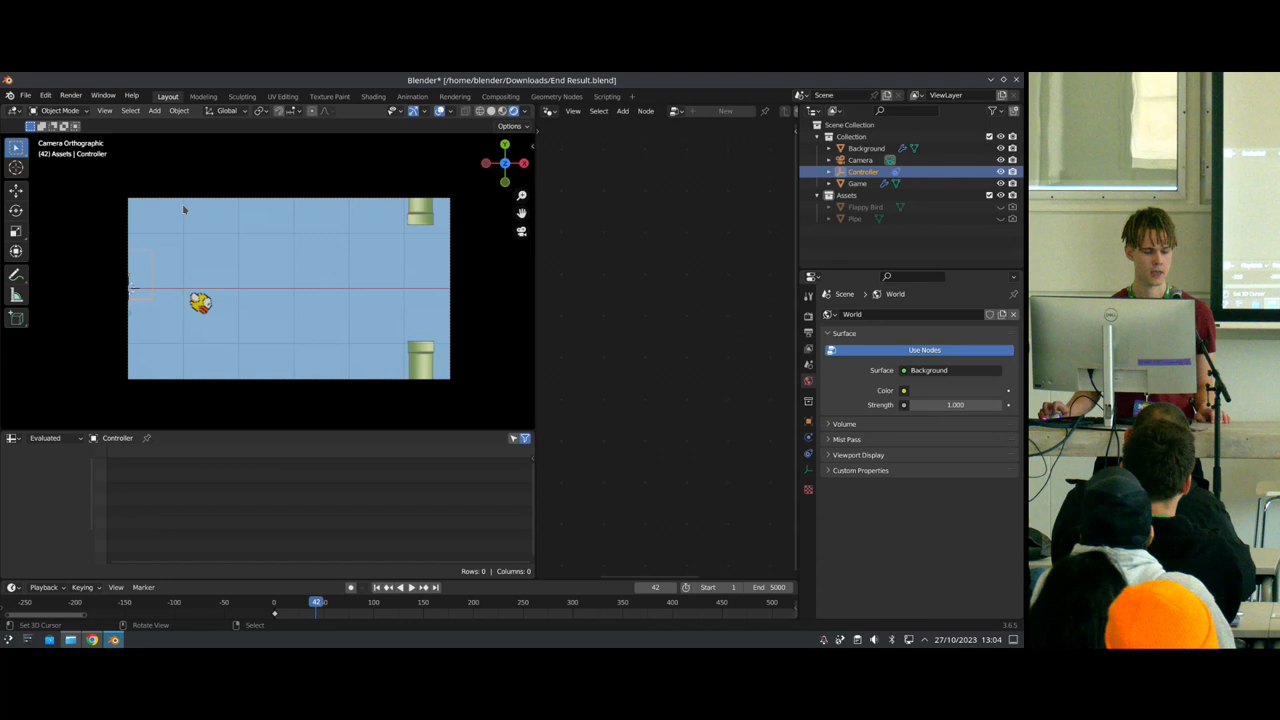 Blender* [/home/blender/Downloads/End Result.blend]
File Edit Render Window Help Layout Modeling Sculpting UV Editing Texture Paint Shading Animation Rendering Compositing Geometry Nodes Scripting + Scene ViewLayer
Object Mode View Select Add Object Global View Select Add Node New
Options
Camera Orthographic
(42) Assets | Controller
Scene Collection
Collection
Background
Camera
Controller
Game
Assets
Flappy Bird
Pipe
Scene > World
World
Surface
Use Nodes
Surface Background
Color
Strength 1.000
Volume
Mist Pass
Viewport Display
Custom Properties
Evaluated Controller
Rows: 0 | Columns: 0
Playback Keying View Marker 42 Start 1 End 5000
-250 -200 -150 -100 -50 0 42 100 150 200 250 300 350 400 450 500
Set 3D Cursor Rotate View Select 3.6.5
27/10/2023 13:04
DELL